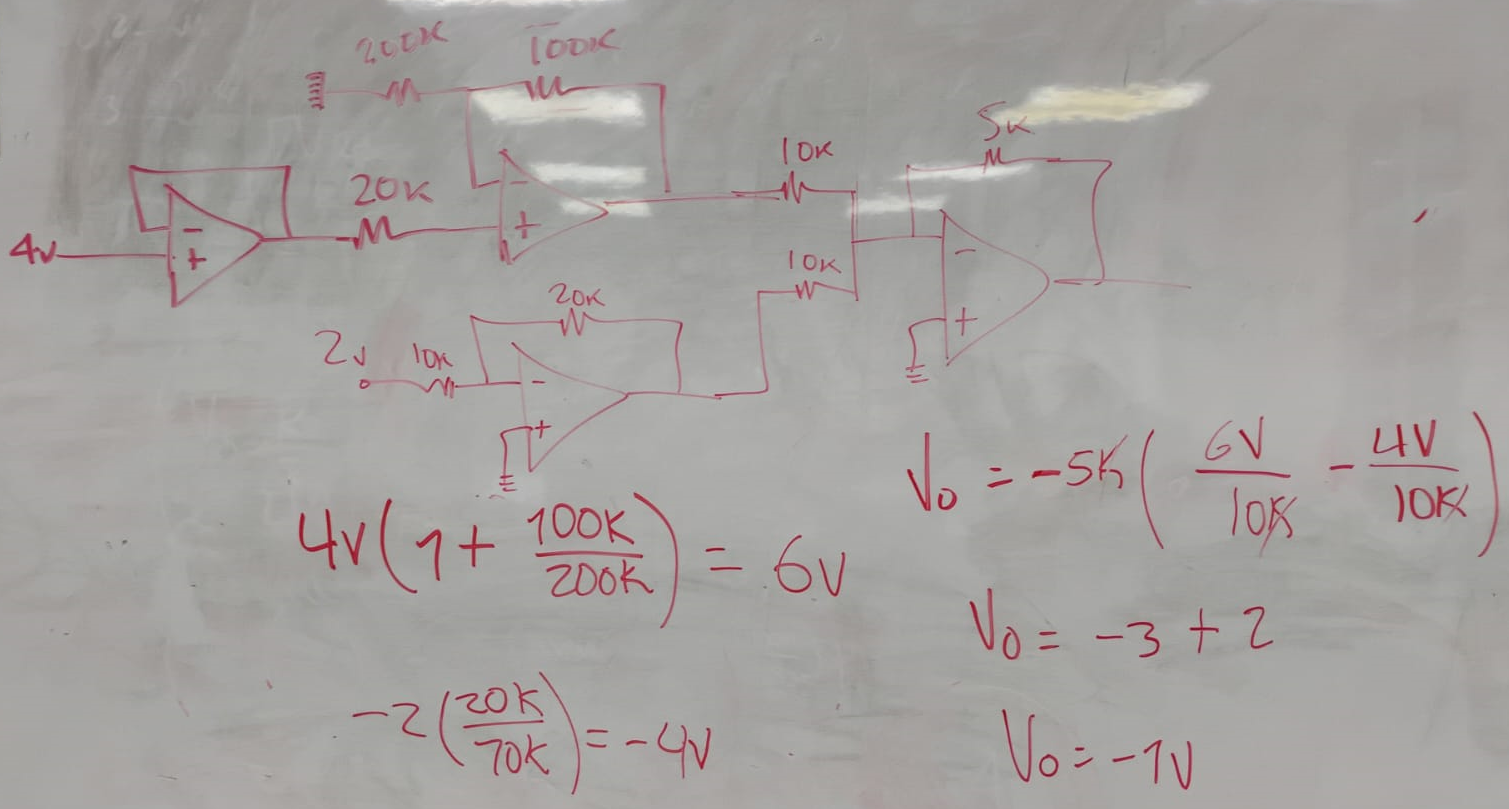 200K 100K
5K
10K
20K
- - +
4v + +
10K
20K -
2v 10K - +
+
4v(1 + 100K/200K) = 6v
Vo = -5K(6V/10K - 4V/10K)
Vo = -3 + 2
-2(20K/10K) = -4v
Vo = -1v